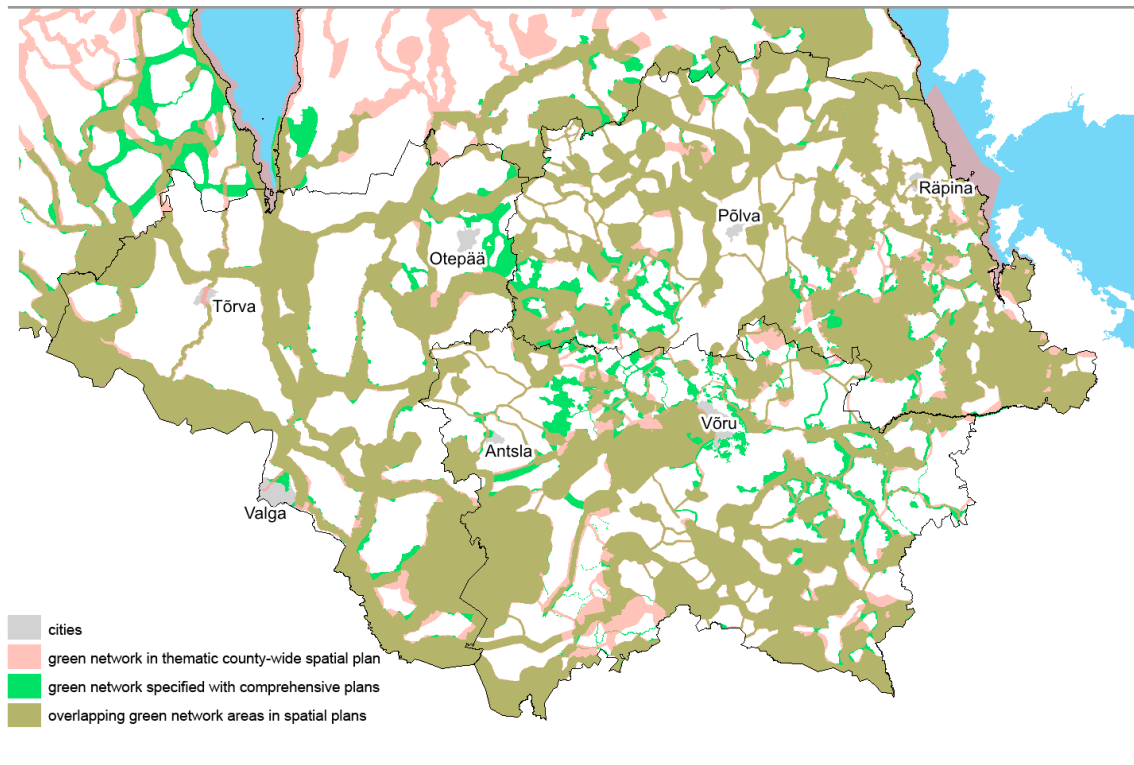 Räpina
Põlva
Otepää
Tõrva
Võru
Antsla
Valga
cities
green network in thematic county-wide spatial plan
green network specified with comprehensive plans
overlapping green network areas in spatial plans